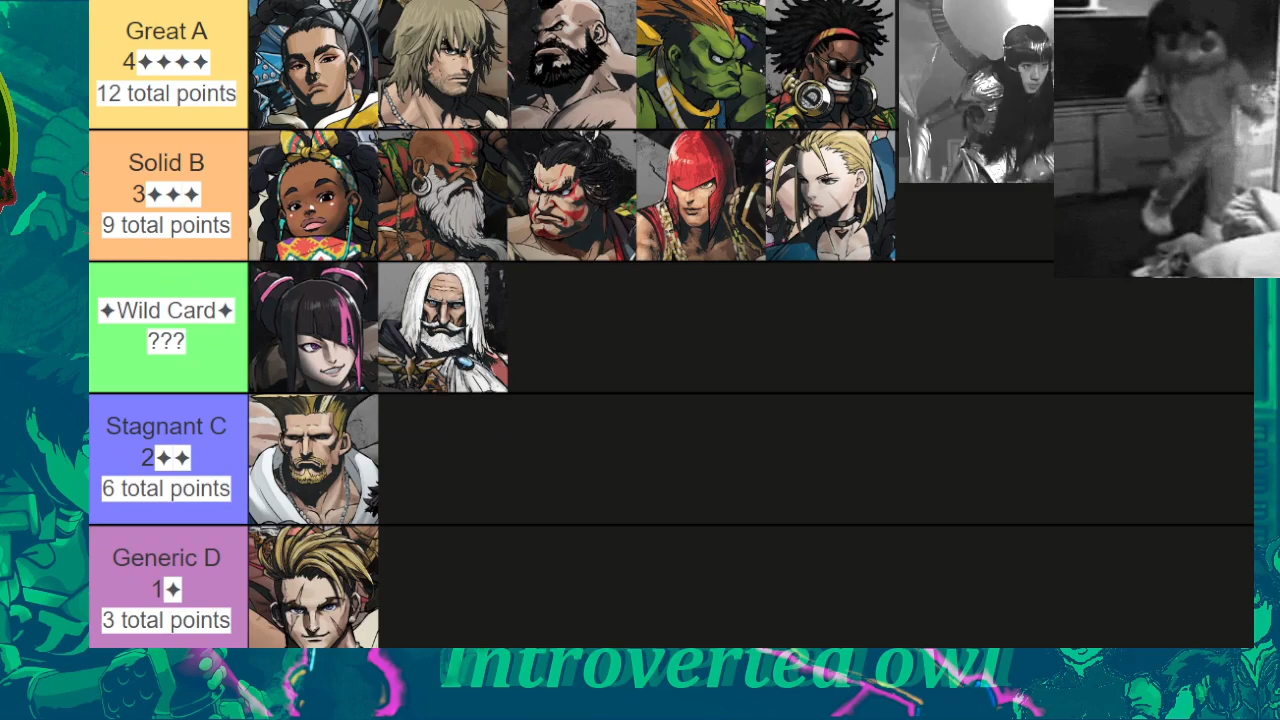 Great A
4✦✦✦✦
12 total points
Solid B
3✦✦✦
9 total points
✦Wild Card✦
???
Stagnant C
2✦✦
6 total points
Generic D
1✦
3 total points
Introverted owl